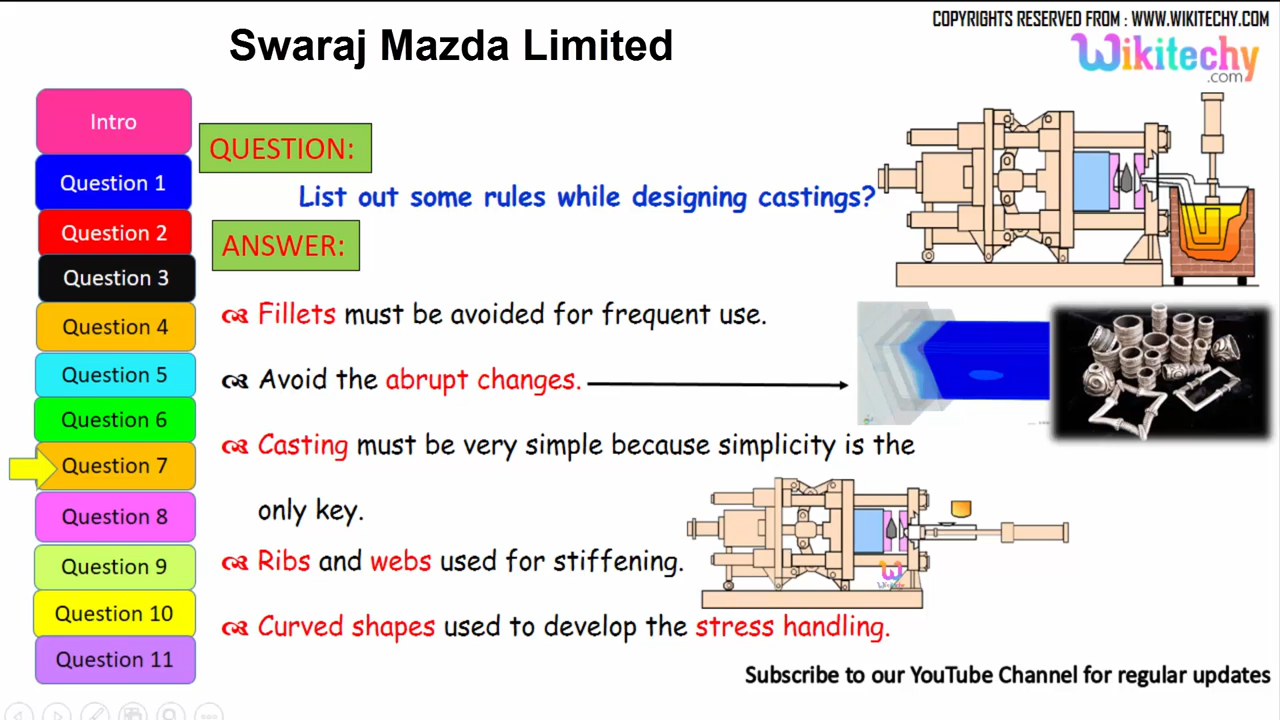 COPYRIGHTS RESERVED FROM : WWW.WIKITECHY.COM
Swaraj Mazda Limited
Wikitechy
.com
Intro
Question 1
Question 2
Question 3
Question 4
Question 5
Question 6
Question 7
Question 8
Question 9
Question 10
Question 11
QUESTION:
List out some rules while designing castings?
ANSWER:
Fillets must be avoided for frequent use.
Avoid the abrupt changes.
Casting must be very simple because simplicity is the
only key.
Ribs and webs used for stiffening.
Curved shapes used to develop the stress handling.
Subscribe to our YouTube Channel for regular updates